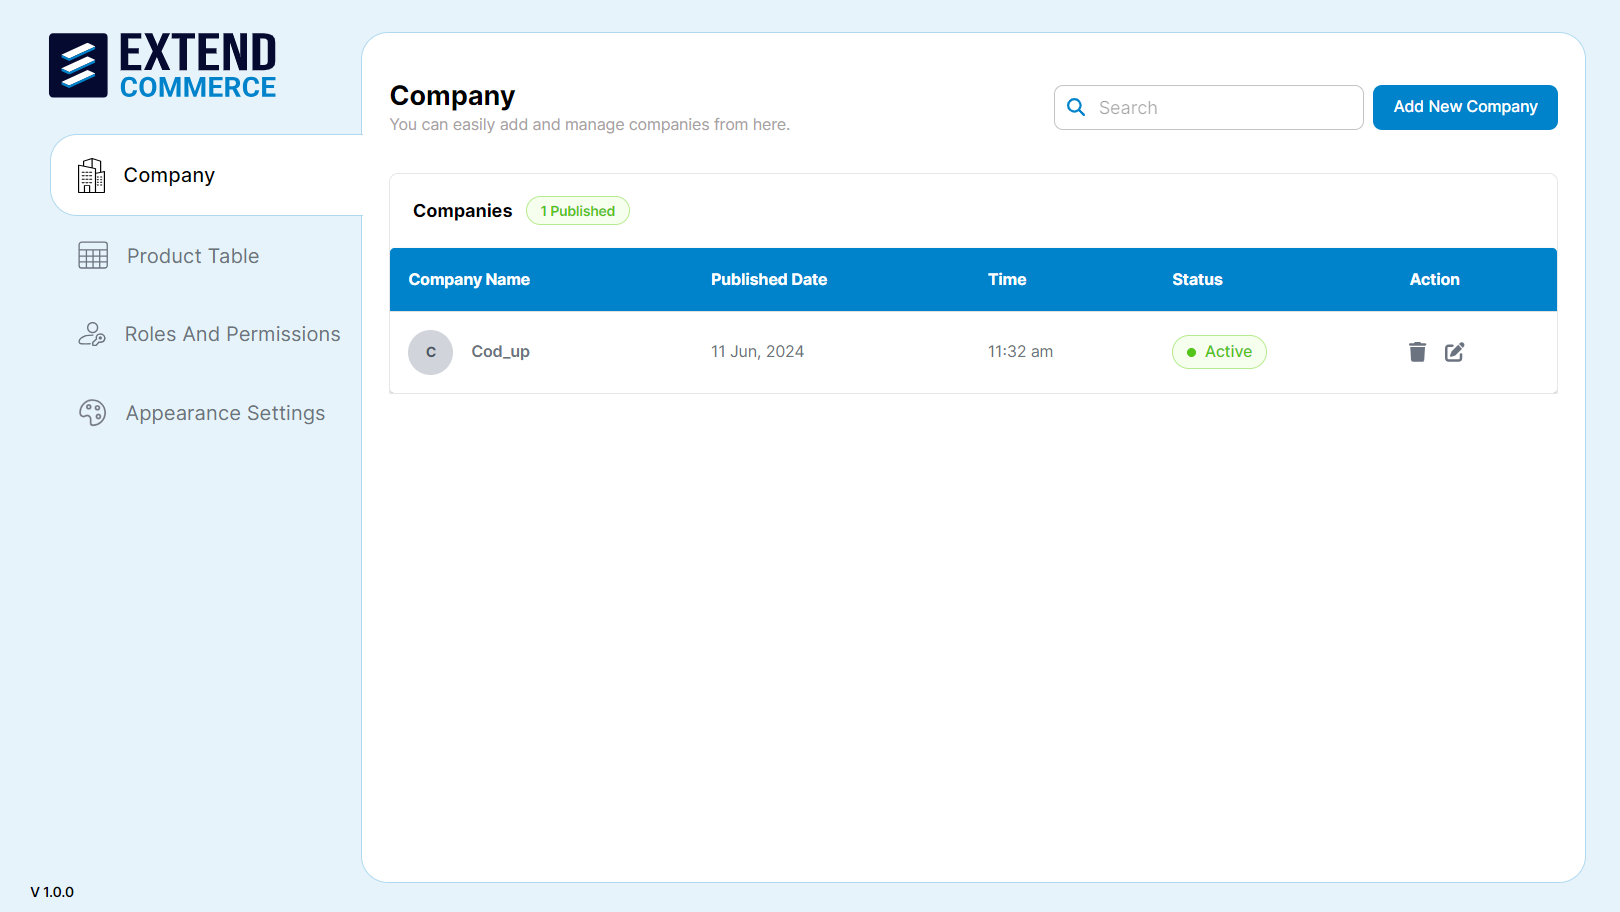 EXTEND
COMMERCE
Company
Product Table
Roles And Permissions
Appearance Settings
V 1.0.0
Company
You can easily add and manage companies from here.
Search
Add New Company
Companies 1 Published
Company Name Published Date Time Status Action
C Cod_up 11 Jun, 2024 11:32 am Active